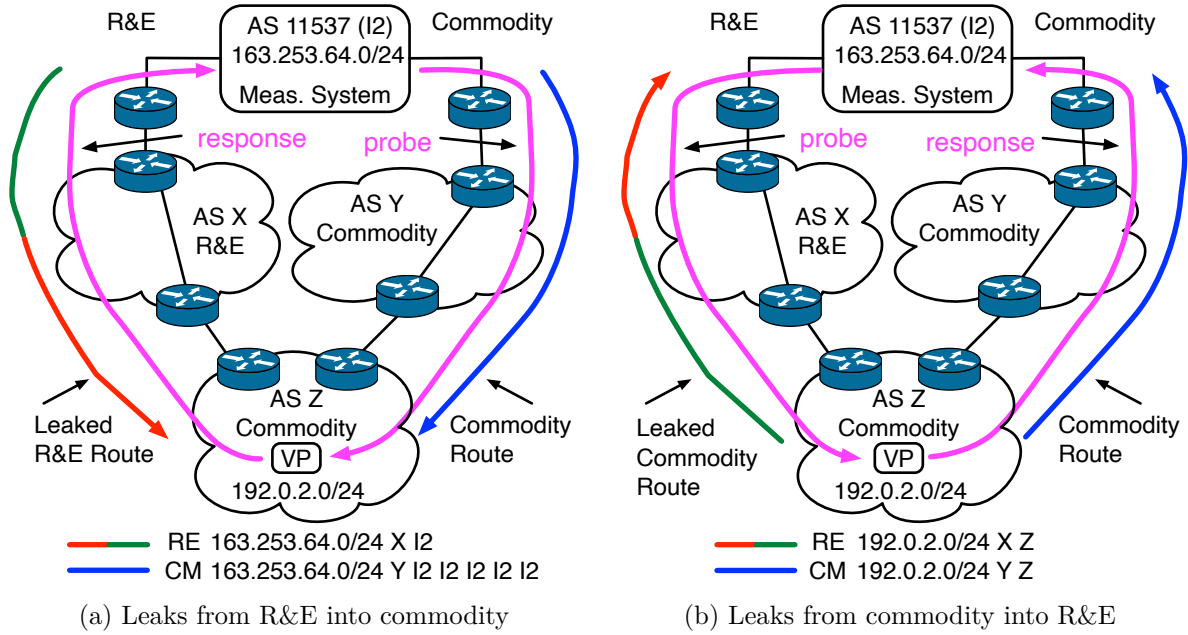 R&E
AS 11537 (I2)
163.253.64.0/24
Meas. System
Commodity
response
probe
AS X
R&E
AS Y
Commodity
AS Z
Commodity
VP
192.0.2.0/24
Leaked
R&E Route
Commodity
Route
RE 163.253.64.0/24 X I2
CM 163.253.64.0/24 Y I2 I2 I2 I2 I2
(a) Leaks from R&E into commodity
R&E
AS 11537 (I2)
163.253.64.0/24
Meas. System
Commodity
probe
response
AS X
R&E
AS Y
Commodity
AS Z
Commodity
VP
192.0.2.0/24
Leaked
Commodity
Route
Commodity
Route
RE 192.0.2.0/24 X Z
CM 192.0.2.0/24 Y Z
(b) Leaks from commodity into R&E